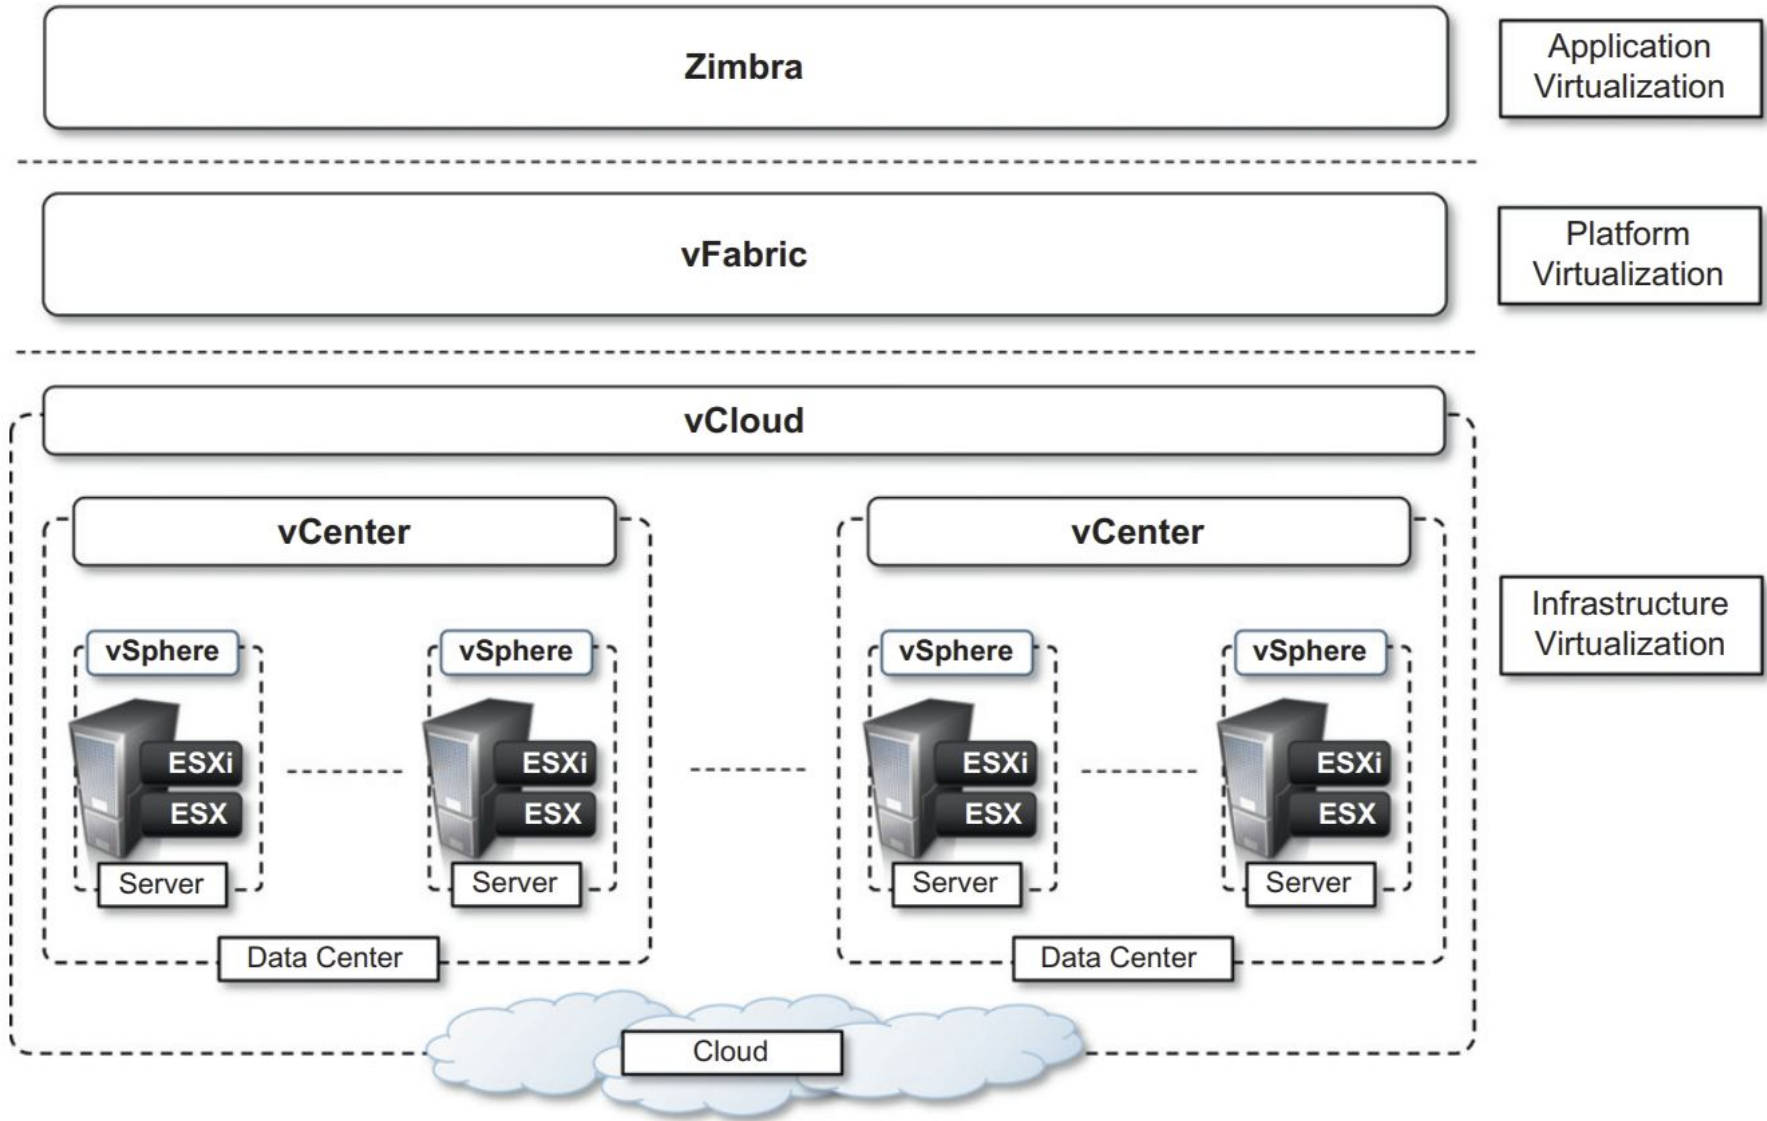 Zimbra
Application
Virtualization
vFabric
Platform
Virtualization
vCloud
vCenter
vCenter
Infrastructure
Virtualization
vSphere
vSphere
vSphere
vSphere
ESXi
ESXi
ESXi
ESXi
ESX
ESX
ESX
ESX
Server
Server
Server
Server
Data Center
Data Center
Cloud